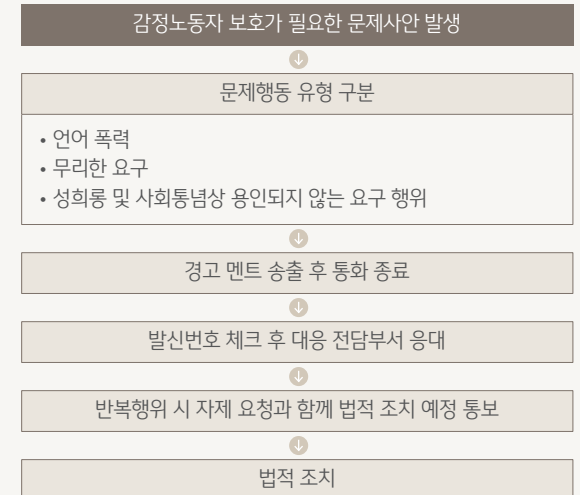 감정노동자 보호가 필요한 문제사안 발생
문제행동 유형 구분
• 언어 폭력
• 무리한 요구
• 성희롱 및 사회통념상 용인되지 않는 요구 행위
경고 멘트 송출 후 통화 종료
발신번호 체크 후 대응 전담부서 응대
반복행위 시 자제 요청과 함께 법적 조치 예정 통보
법적 조치